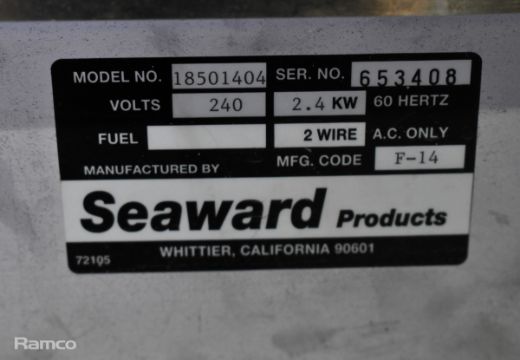 MODEL NO. 18501404 SER. NO. 653408
VOLTS 240 2.4 KW 60 HERTZ
FUEL 2 WIRE A.C. ONLY
MANUFACTURED BY MFG. CODE F-14
Seaward Products
WHITTIER, CALIFORNIA 90601
72105
Ramco